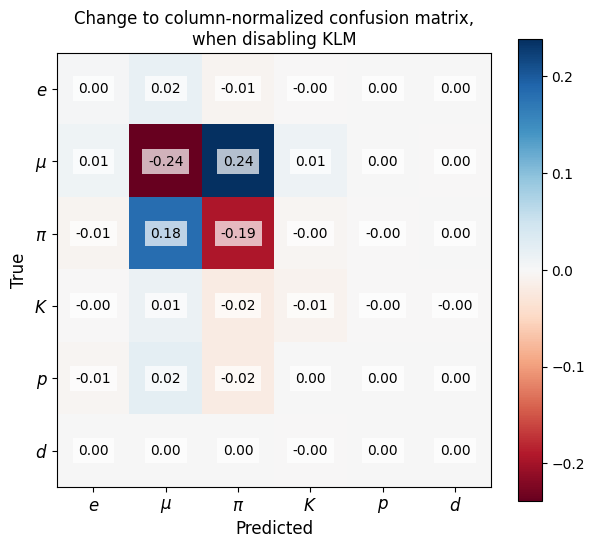 Change to column-normalized confusion matrix,
when disabling KLM
e 0.00 0.02 -0.01 -0.00 0.00 0.00
μ 0.01 -0.24 0.24 0.01 0.00 0.00
π -0.01 0.18 -0.19 -0.00 -0.00 0.00
K -0.00 0.01 -0.02 -0.01 -0.00 -0.00
p -0.01 0.02 -0.02 0.00 0.00 0.00
d 0.00 0.00 0.00 -0.00 0.00 0.00
e μ π K p d
Predicted
True
0.2
0.1
0.0
−0.1
−0.2